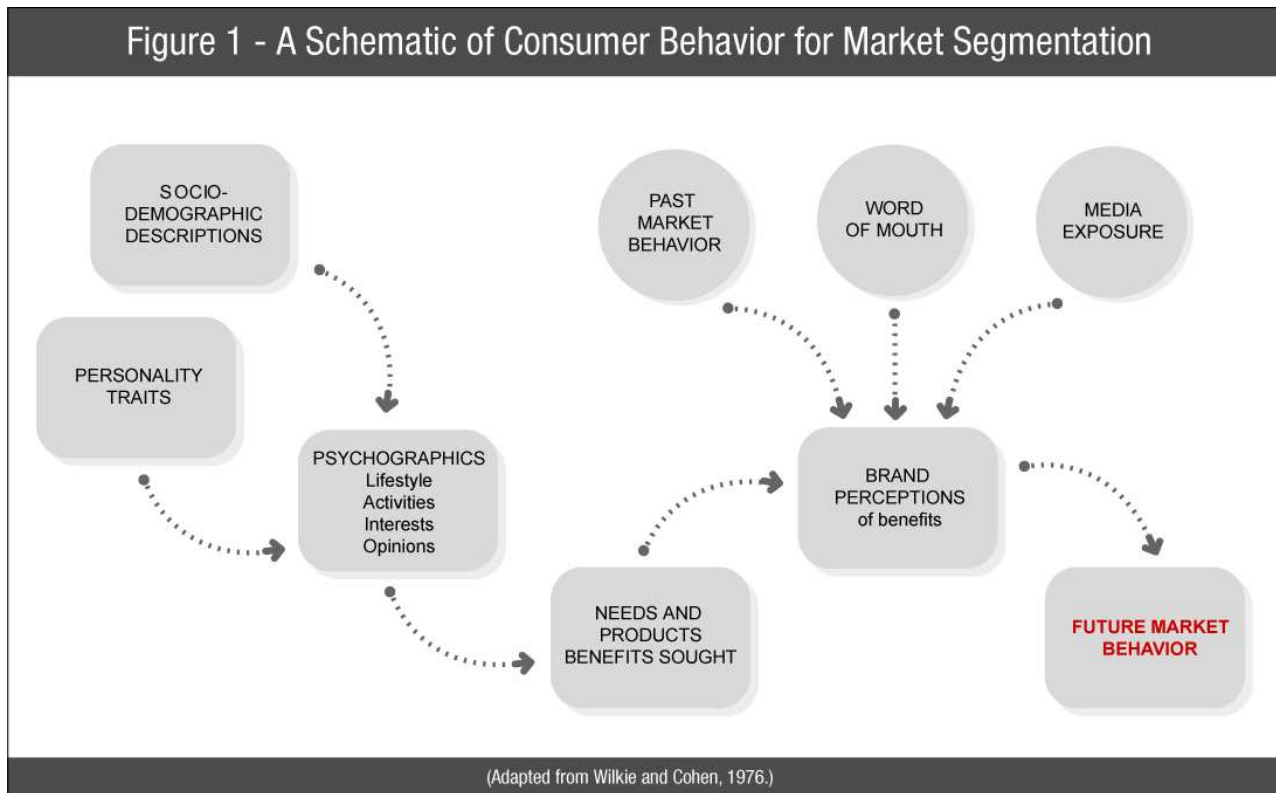 Figure 1 - A Schematic of Consumer Behavior for Market Segmentation
SOCIO-
DEMOGRAPHIC
DESCRIPTIONS
PAST
MARKET
BEHAVIOR
WORD
OF MOUTH
MEDIA
EXPOSURE
PERSONALITY
TRAITS
PSYCHOGRAPHICS
Lifestyle
Activities
Interests
Opinions
BRAND
PERCEPTIONS
of benefits
NEEDS AND
PRODUCTS
BENEFITS SOUGHT
FUTURE MARKET
BEHAVIOR
(Adapted from Wilkie and Cohen, 1976.)